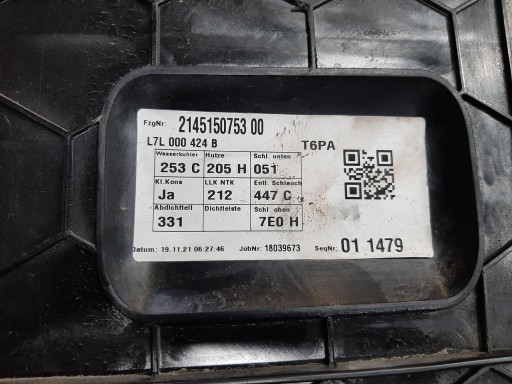 FzgNr: 2145150753 00
L7L 000 424 B T6PA
Wasserkuhler Hutze Schl. unten
253 C 205 H 051
Kl.Kons LLK NTK Entl. Schlauch
Ja 212 447 C
Abdichtteil Dichtleiste Schl. oben
331 7E0 H
Datum: 19.11.21 06:27:46 JobNr: 18039673 SeqNr: 01 1479